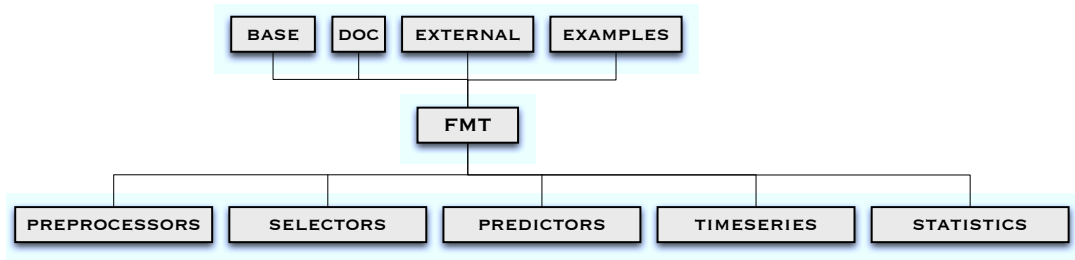 BASE DOC EXTERNAL EXAMPLES
FMT
PREPROCESSORS SELECTORS PREDICTORS TIMESERIES STATISTICS